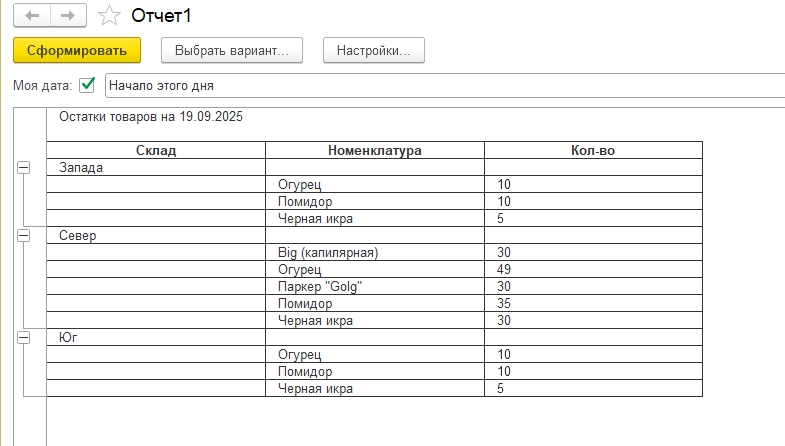 Отчет1
Сформировать Выбрать вариант... Настройки...
Моя дата: Начало этого дня
Остатки товаров на 19.09.2025
Склад Номенклатура Кол-во
Запада
Огурец 10
Помидор 10
Черная икра 5
Север
Big (капилярная) 30
Огурец 49
Паркер "Golg" 30
Помидор 35
Черная икра 30
Юг
Огурец 10
Помидор 10
Черная икра 5